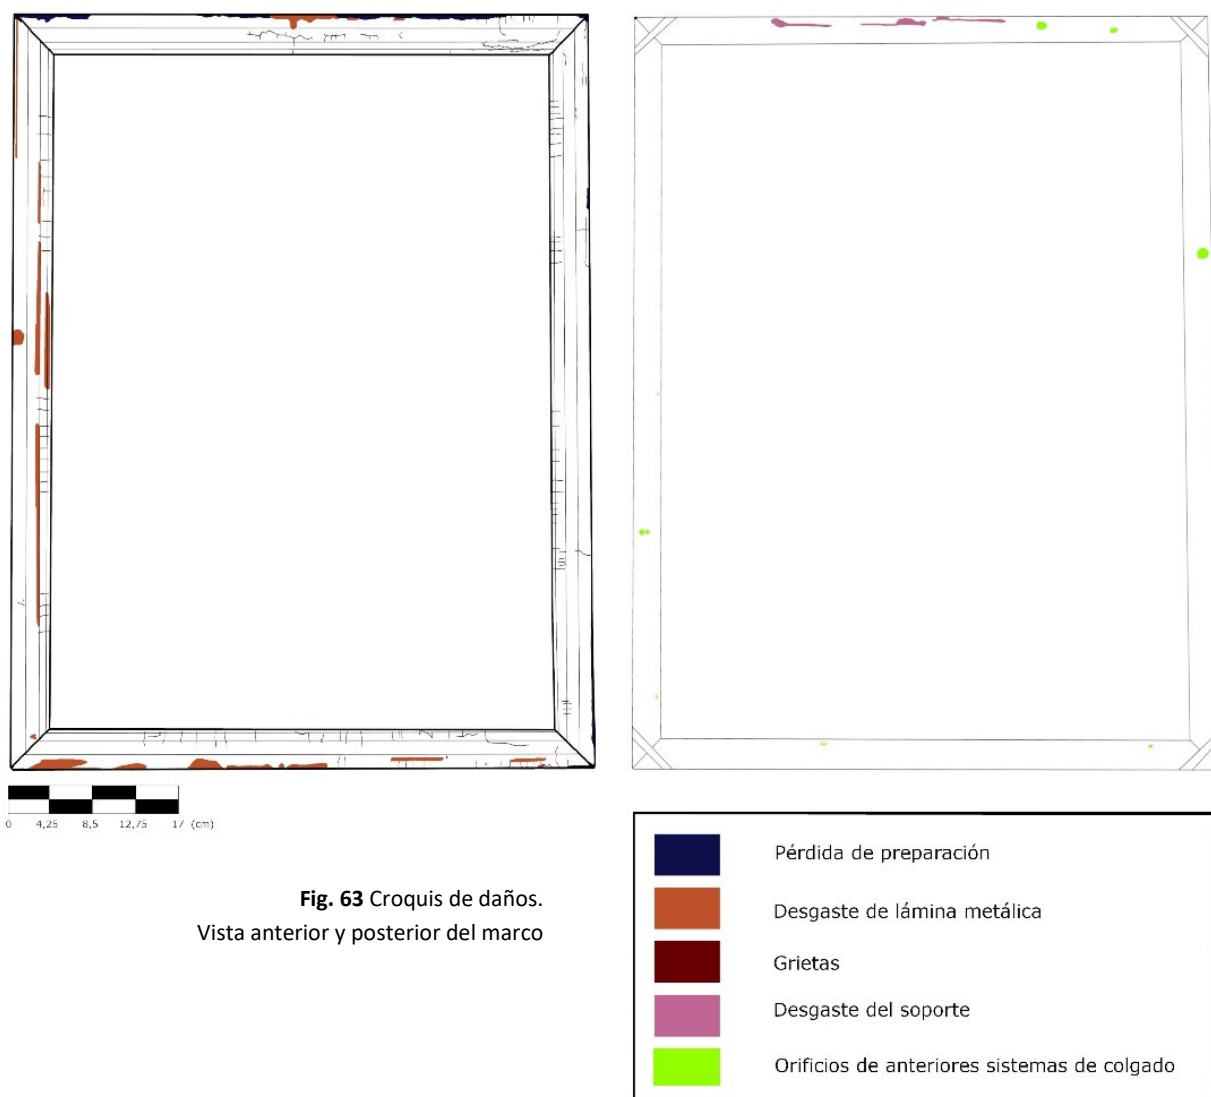 0 4,25 8,5 12,75 17 (cm)
Fig. 63 Croquis de daños.
Vista anterior y posterior del marco
Pérdida de preparación
Desgaste de lámina metálica
Grietas
Desgaste del soporte
Orificios de anteriores sistemas de colgado